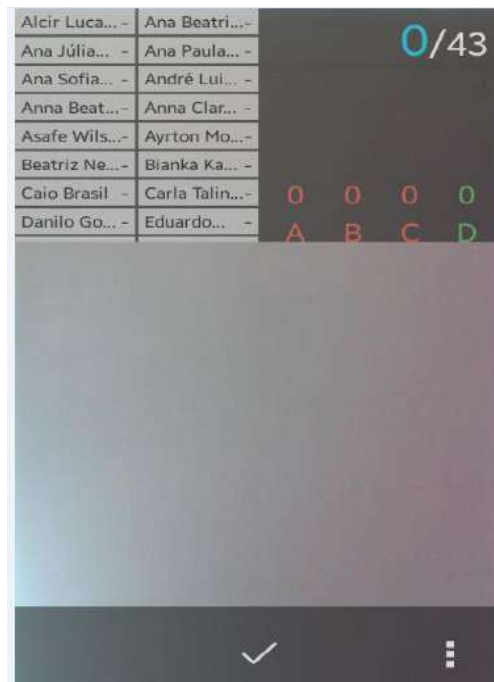 Alcir Luca...- Ana Beatri...-
0/43
Ana Júlia... - Ana Paula... -
Ana Sofia... - André Lui... -
Anna Beat...- Anna Clar... -
Asafe Wils...- Ayrton Mo...-
Beatriz Ne...- Bianka Ka... -
Caio Brasil - Carla Talin...- 0 0 0 0
Danilo Go... - Eduardo... - A B C D